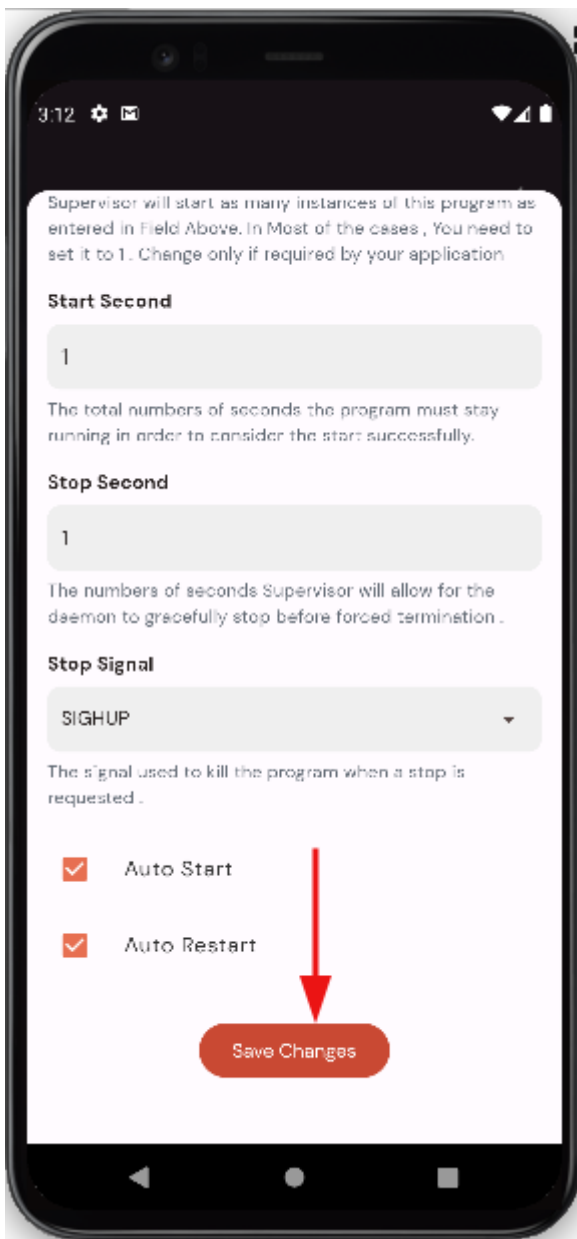 3:12
Supervisor will start as many instances of this program as
entered in Field Above. In Most of the cases , You need to
set it to 1 . Change only if required by your application
Start Second
1
The total numbers of seconds the program must stay
running in order to consider the start successfully.
Stop Second
1
The numbers of seconds Supervisor will allow for the
daemon to gracefully stop before forced termination .
Stop Signal
SIGHUP
The signal used to kill the program when a stop is
requested .
Auto Start
Auto Restart
Save Changes